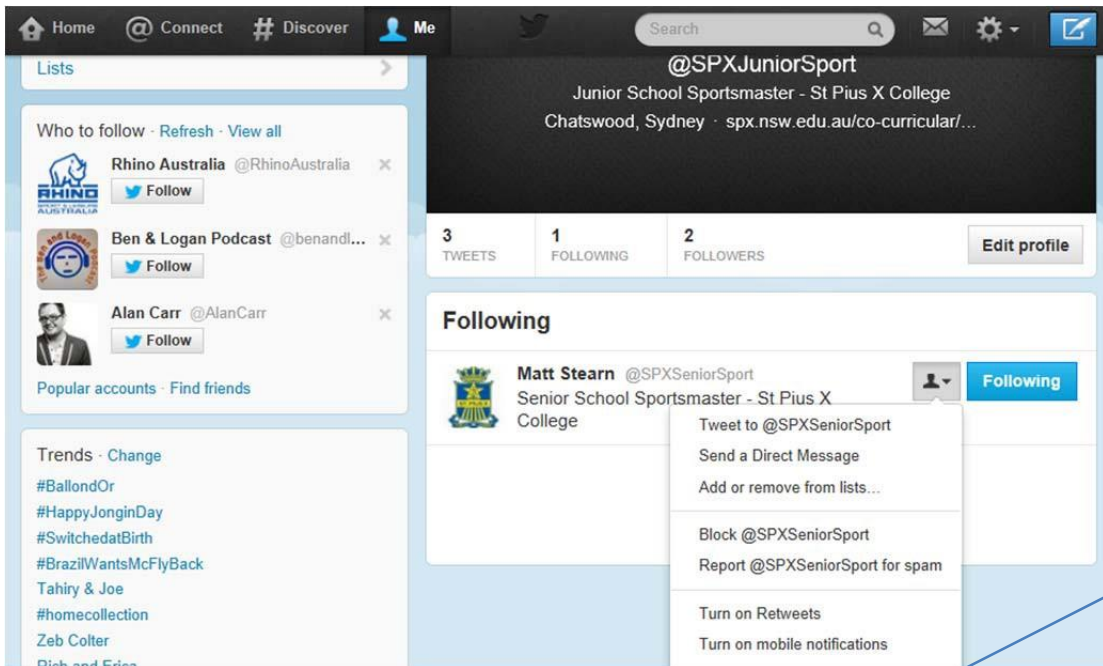 Home
Connect
Discover
Me
Search
Lists
Who to follow · Refresh · View all
Rhino Australia @RhinoAustralia
Follow
RHINO
AUSTRALIA
Ben & Logan Podcast @benandl...
Follow
Alan Carr @AlanCarr
Follow
Popular accounts · Find friends
Trends · Change
#BallondOr
#HappyJonginDay
#SwitchedatBirth
#BrazilWantsMcFlyBack
Tahiry & Joe
#homecollection
Zeb Colter
@SPXJuniorSport
Junior School Sportsmaster - St Pius X College
Chatswood, Sydney · spx.nsw.edu.au/co-curricular/...
3
TWEETS
1
FOLLOWING
2
FOLLOWERS
Edit profile
Following
Matt Stearn @SPXSeniorSport
Senior School Sportsmaster - St Pius X
College
Following
Tweet to @SPXSeniorSport
Send a Direct Message
Add or remove from lists...
Block @SPXSeniorSport
Report @SPXSeniorSport for spam
Turn on Retweets
Turn on mobile notifications